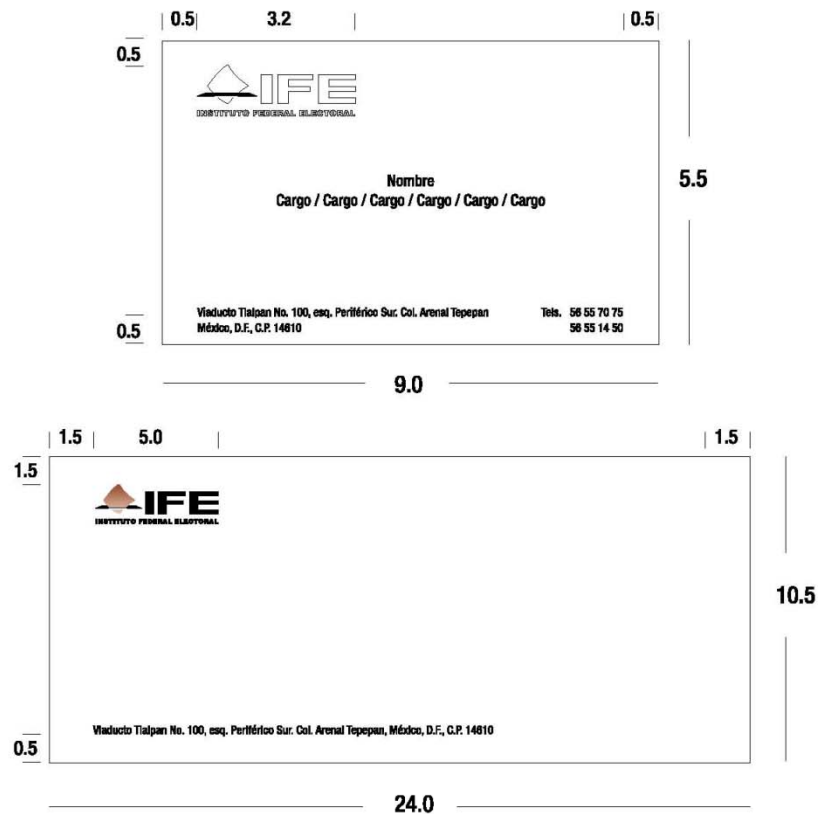 0.5 3.2 0.5
0.5
IFE
INSTITUTO FEDERAL ELECTORAL
Nombre
Cargo / Cargo / Cargo / Cargo / Cargo / Cargo
5.5
Viaducto Tlalpan No. 100, esq. Periférico Sur. Col. Arenal Tepepan Tels. 56 55 70 75
México, D.F., C.P. 14610 56 55 14 50
0.5
9.0
1.5 5.0 1.5
1.5
IFE
INSTITUTO FEDERAL ELECTORAL
10.5
Viaducto Tlalpan No. 100, esq. Periférico Sur. Col. Arenal Tepepan, México, D.F., C.P. 14610
0.5
24.0